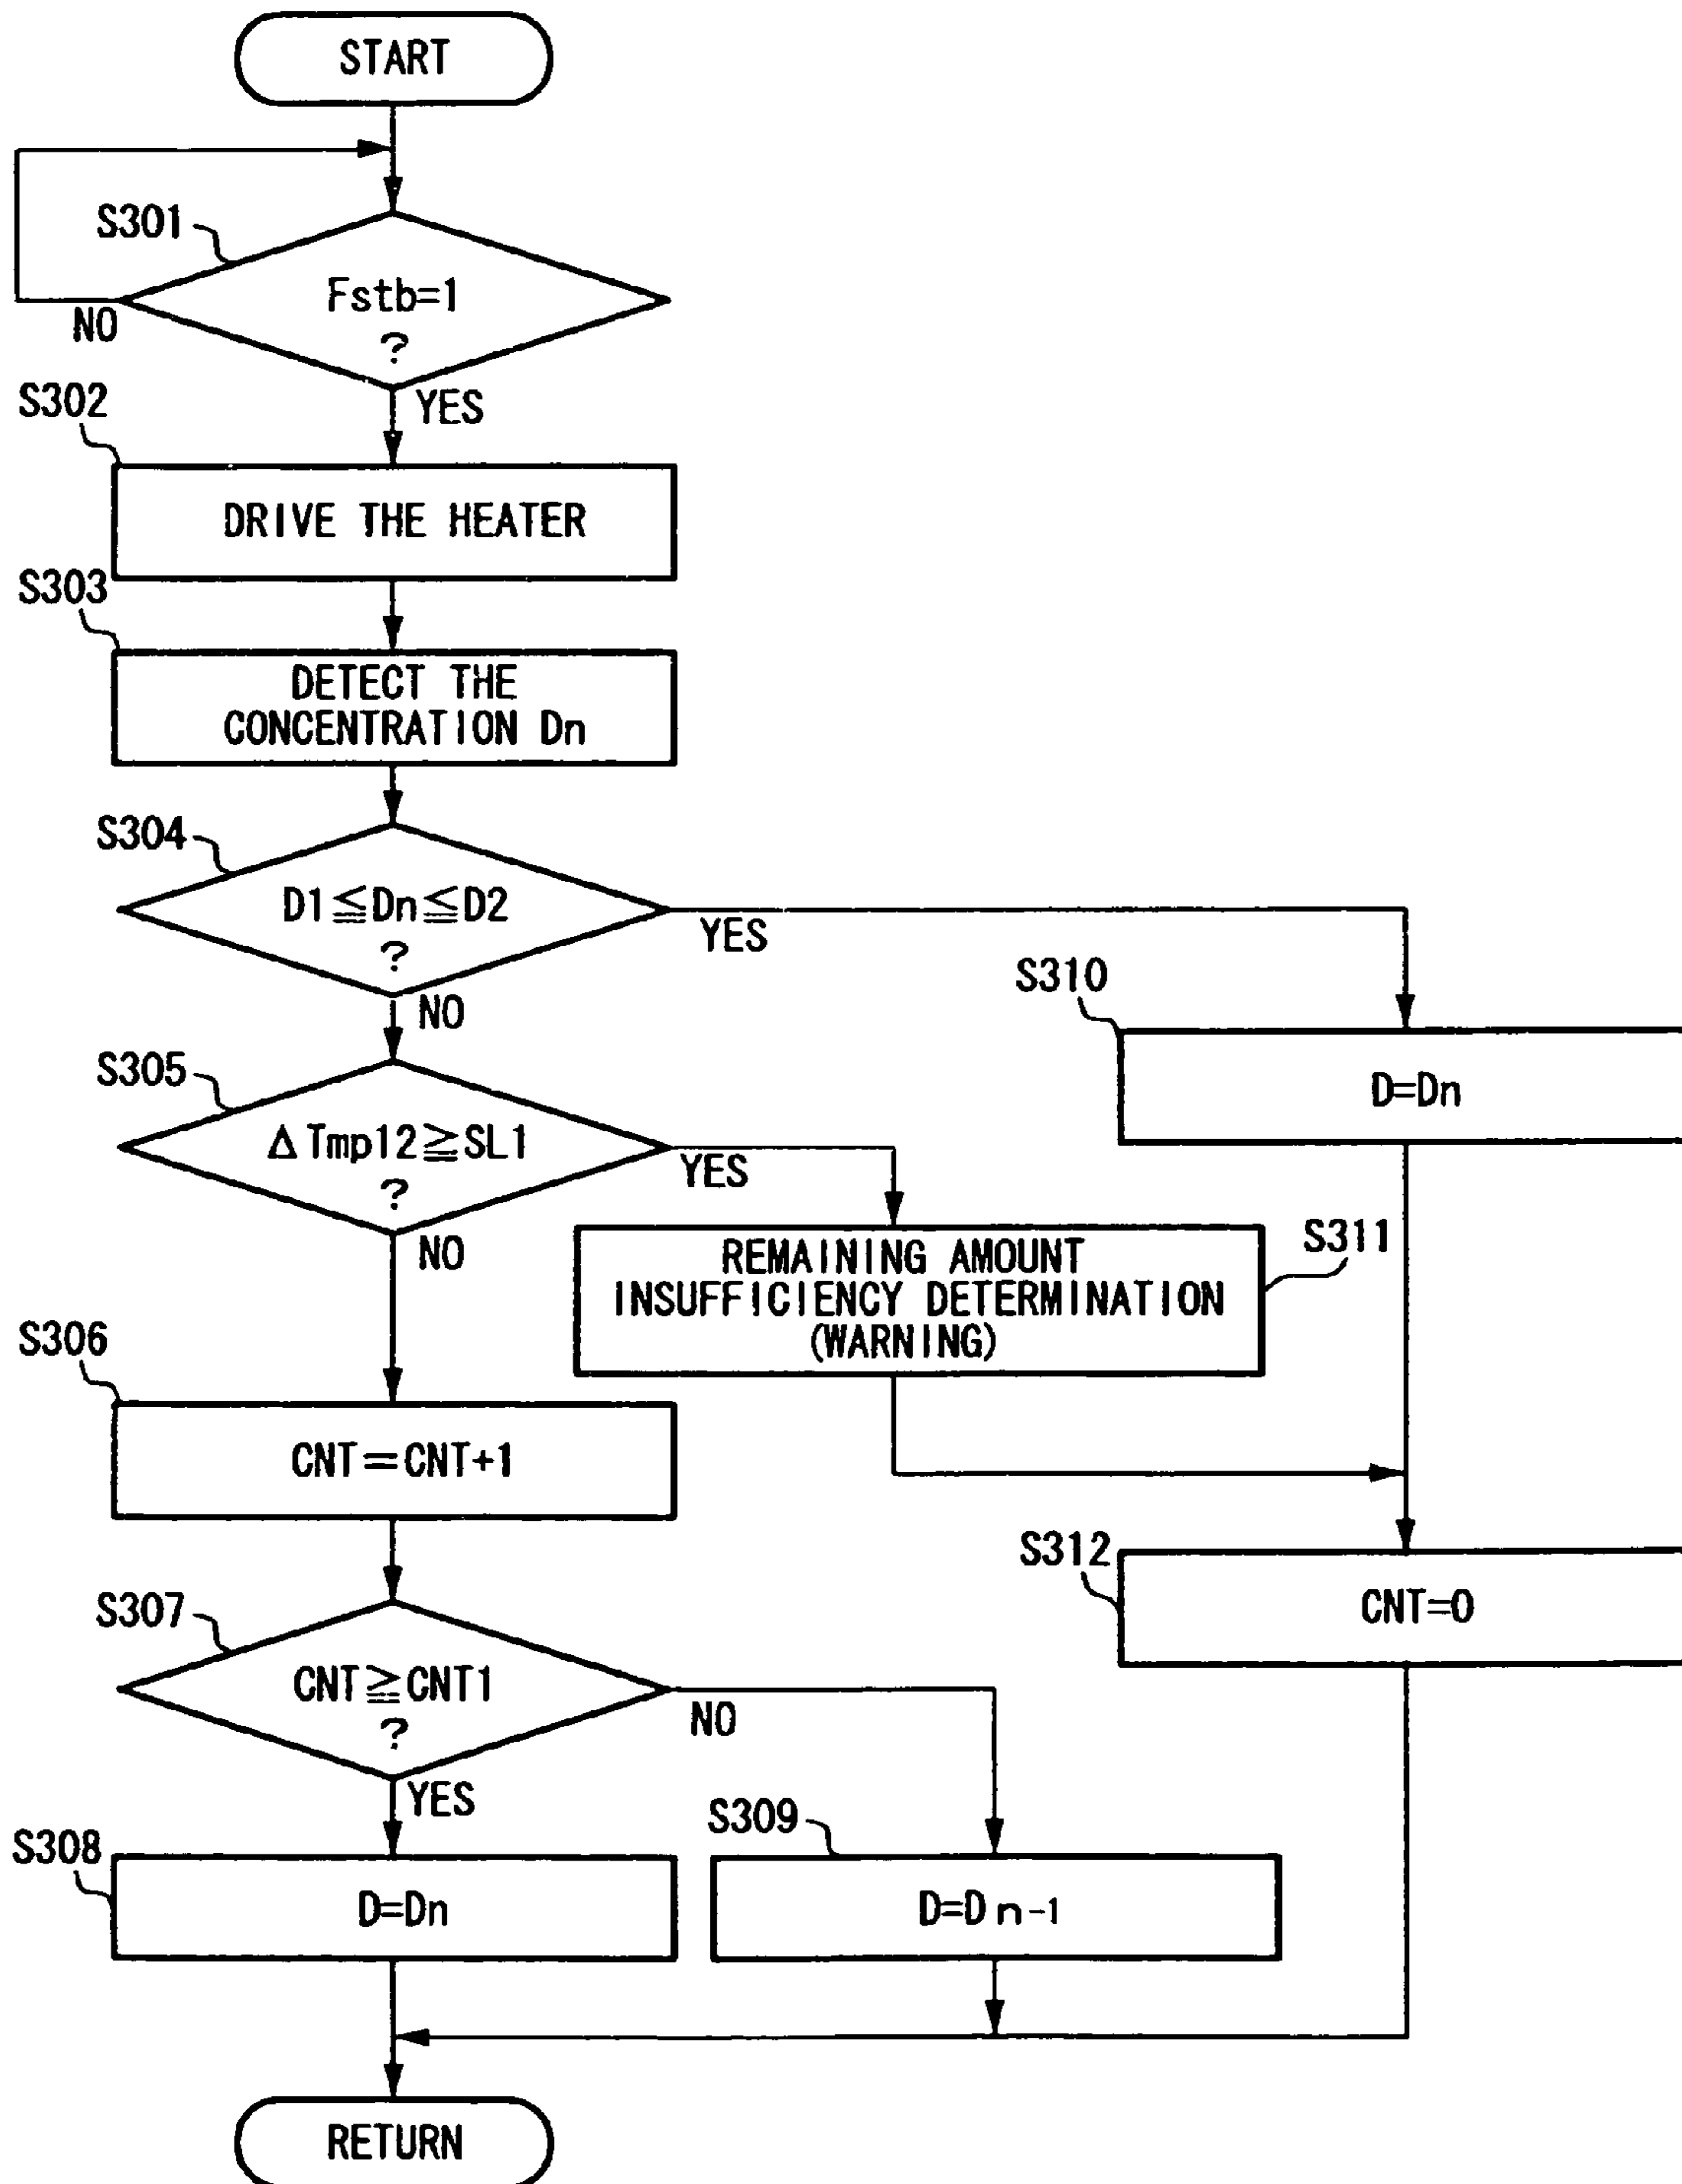 START
S301
Fstb=1
?
NO
YES
S302
DRIVE THE HEATER
S303
DETECT THE
CONCENTRATION Dn
S304
D1≦Dn≦D2
?
YES
NO
S310
D=Dn
S305
ΔTmp12≧SL1
?
YES
NO
REMAINING AMOUNT
INSUFFICIENCY DETERMINATION
(WARNING)
S311
S306
CNT=CNT+1
S312
CNT=0
S307
CNT≧CNT1
?
NO
YES
S308
D=Dn
S309
D=Dn-1
RETURN